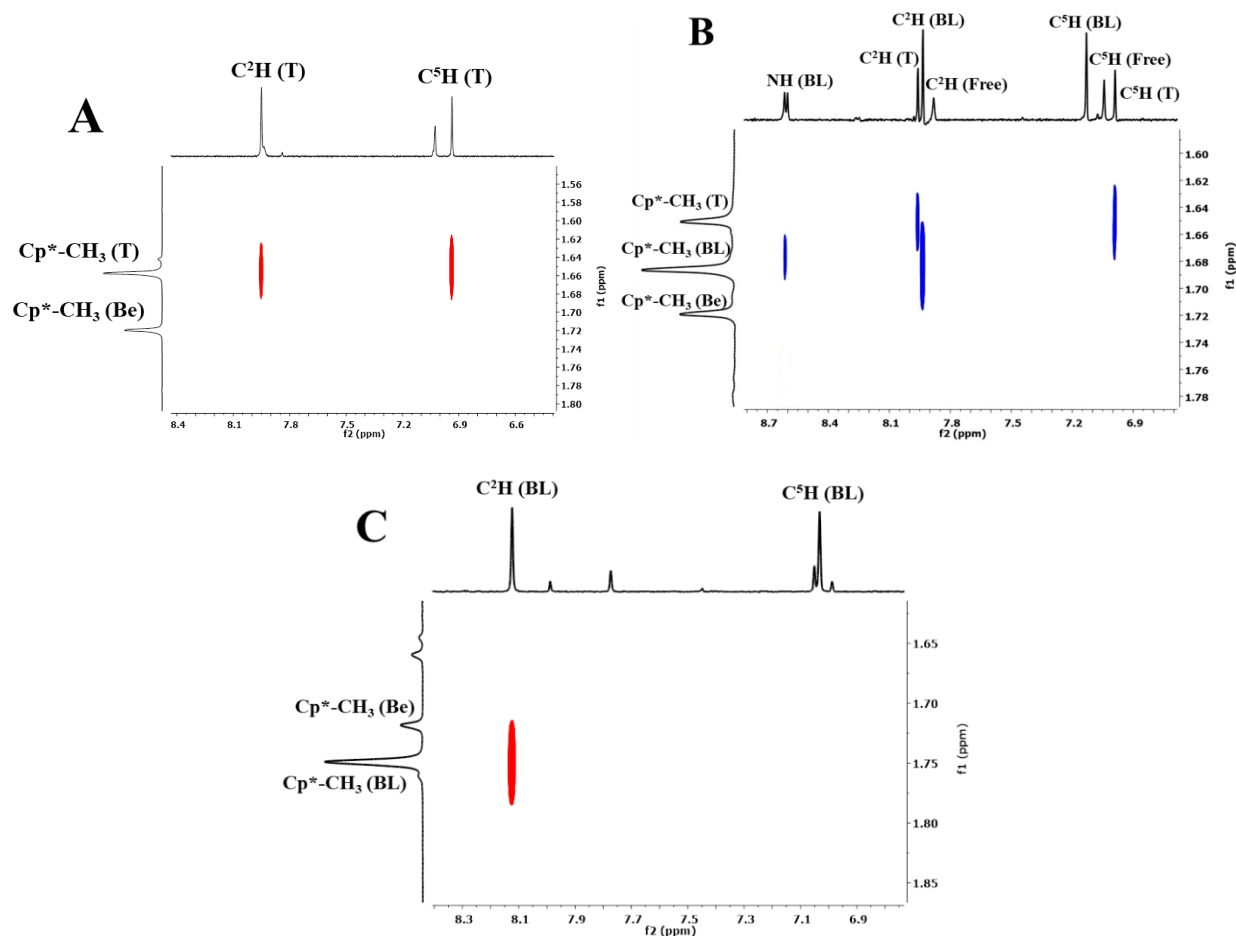 A
C²H (T)
C⁵H (T)
Cp*-CH₃ (T)
Cp*-CH₃ (Be)
1.56
1.58
1.60
1.62
1.64
1.66
1.68
1.70
1.72
1.74
1.76
1.78
1.80
f1 (ppm)
8.4
8.1
7.8
7.5
7.2
6.9
6.6
f2 (ppm)
B
C²H (BL)
C⁵H (BL)
C²H (T)
C⁵H (Free)
NH (BL)
C²H (Free)
C⁵H (T)
Cp*-CH₃ (T)
Cp*-CH₃ (BL)
Cp*-CH₃ (Be)
1.60
1.62
1.64
1.66
1.68
1.70
1.72
1.74
1.76
1.78
f1 (ppm)
8.7
8.4
8.1
7.8
7.5
7.2
6.9
f2 (ppm)
C
C²H (BL)
C⁵H (BL)
Cp*-CH₃ (Be)
Cp*-CH₃ (BL)
1.65
1.70
1.75
1.80
1.85
f1 (ppm)
8.3
8.1
7.9
7.7
7.5
7.3
7.1
6.9
f2 (ppm)